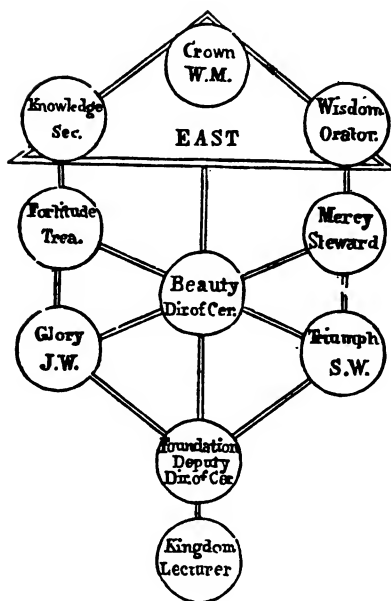 Crown
W.M.
Knowledge
Sec.
Wisdom
Orator.
EAST
Fortitude
Trea.
Mercy
Steward
Beauty
Dir.of Cer.
Glory
J.W.
Triumph
S.W.
Foundation
Deputy
Dir.of Cer.
Kingdom
Lecturer